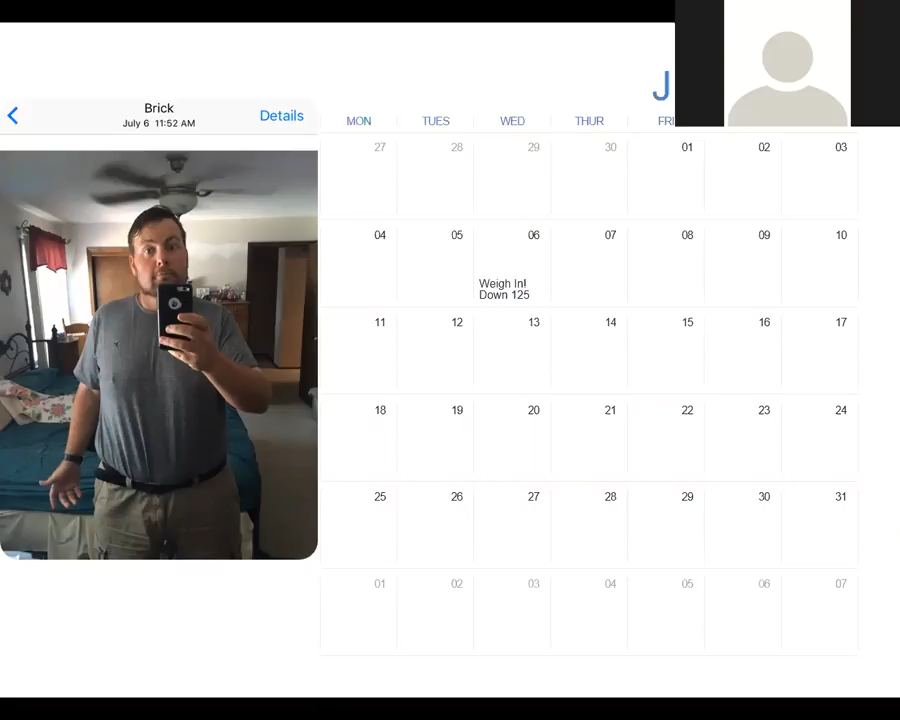 J
Brick
July 6 11:52 AM
Details
MON TUES WED THUR FRI
27 28 29 30 01 02 03
04 05 06 07 08 09 10
Weigh In!
Down 125
11 12 13 14 15 16 17
18 19 20 21 22 23 24
25 26 27 28 29 30 31
01 02 03 04 05 06 07